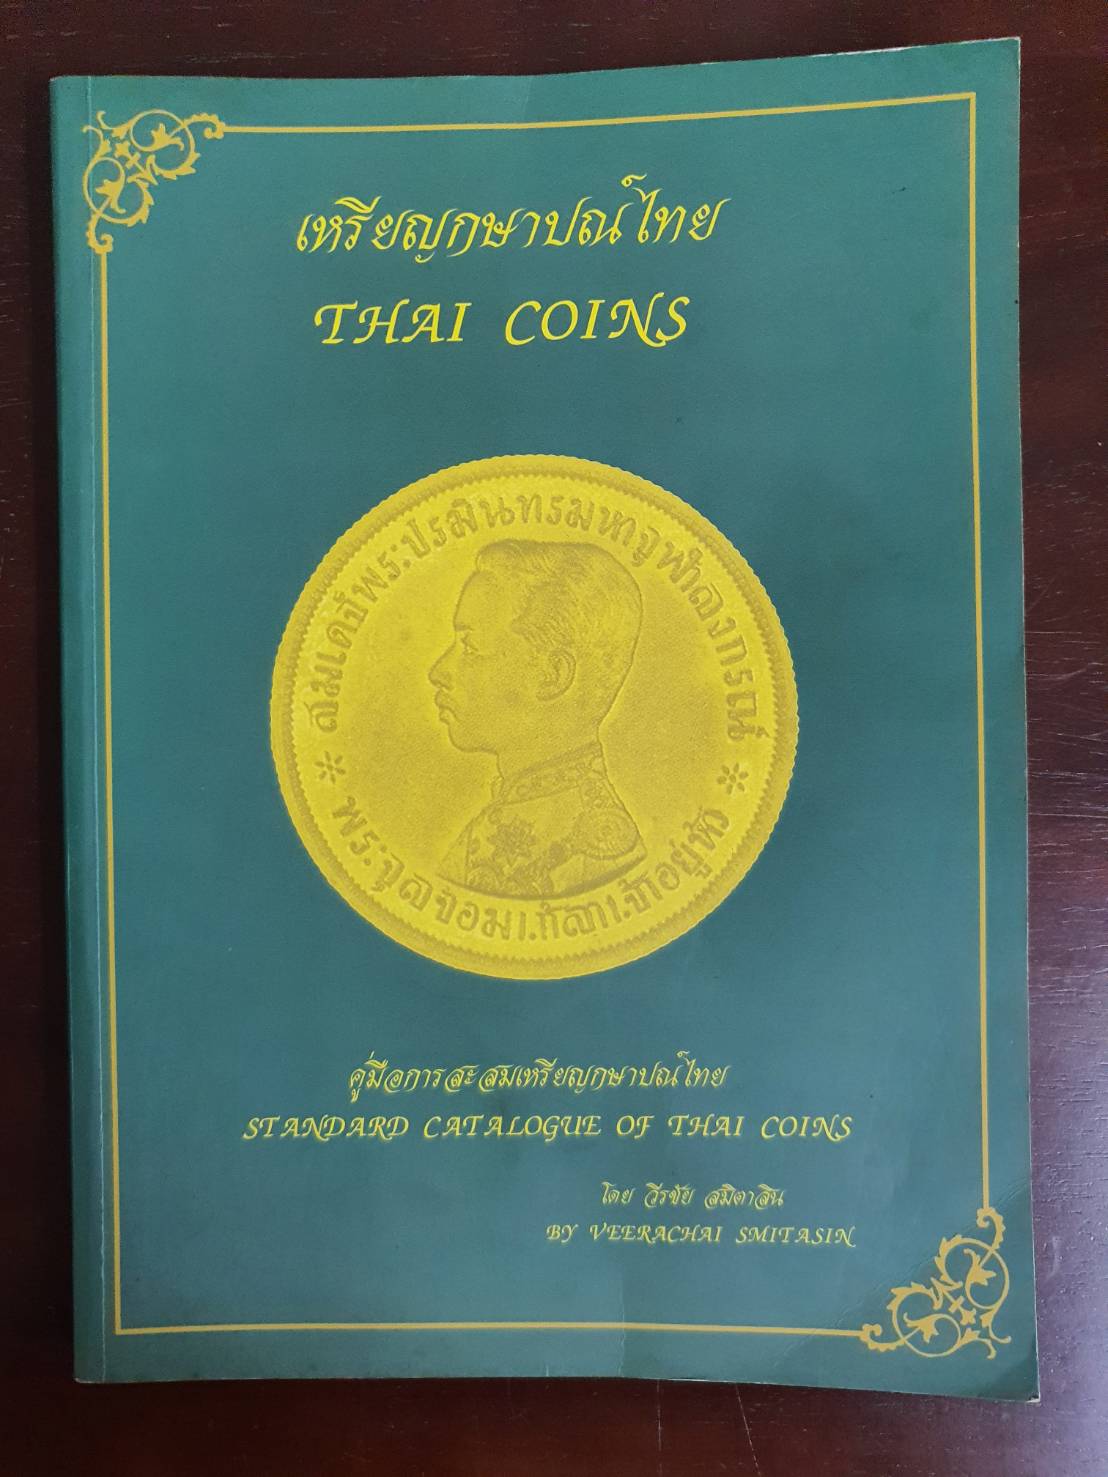 เหรียญกษาปณ์ไทย
THAI COINS
สมเดจ์พระปรมินทรมหาจุฬาลงกรณ์
พระจุลจอมเกล้าเจ้าอยู่หัว
คู่มือการสะสมเหรียญกษาปณ์ไทย
STANDARD CATALOGUE OF THAI COINS
โดย วีรชัย สมิตาสิน
BY VEERACHAI SMITASIN